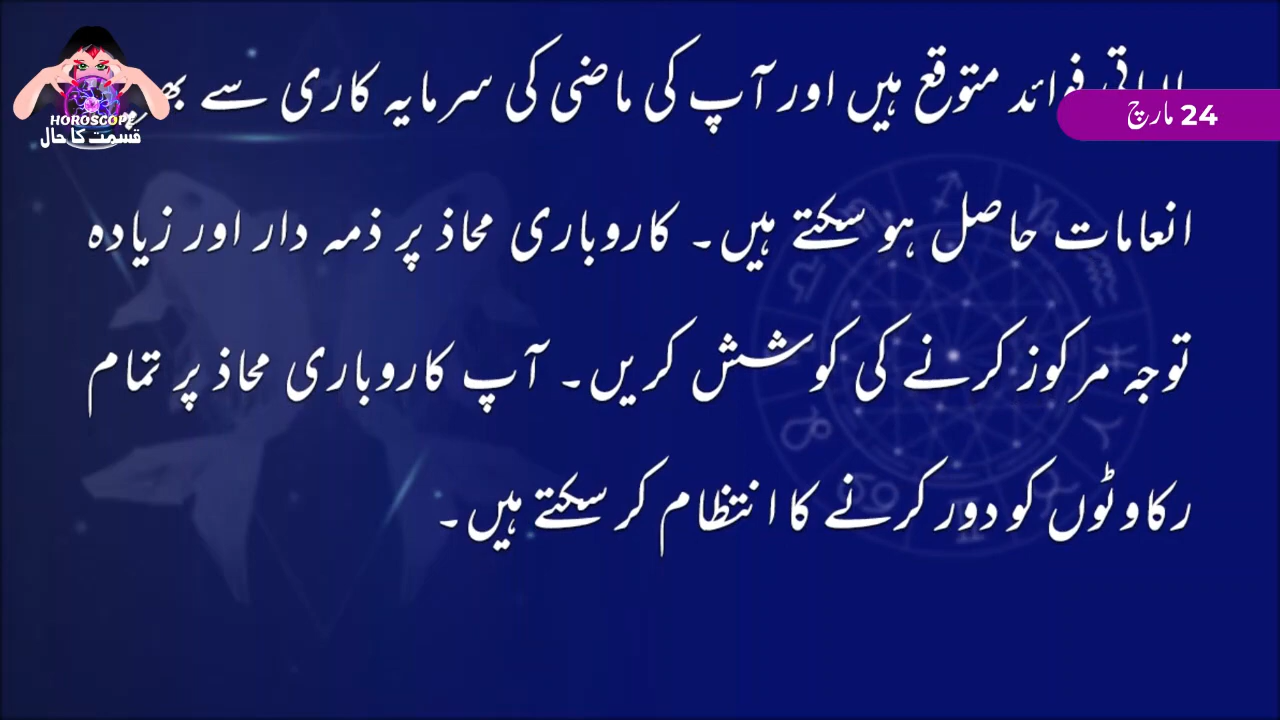 فوائد متوقع ہیں اور آپ کی ماضی کی سرمایہ کاری سے
24 مارچ
HOROSCOPE
قسمت کا حال
انعامات حاصل ہو سکتے ہیں۔ کاروباری محاذ پر ذمہ دار اور زیادہ
توجہ مرکوز کرنے کی کوشش کریں۔ آپ کاروباری محاذ پر تمام
رکاوٹوں کو دور کرنے کا انتظام کر سکتے ہیں۔